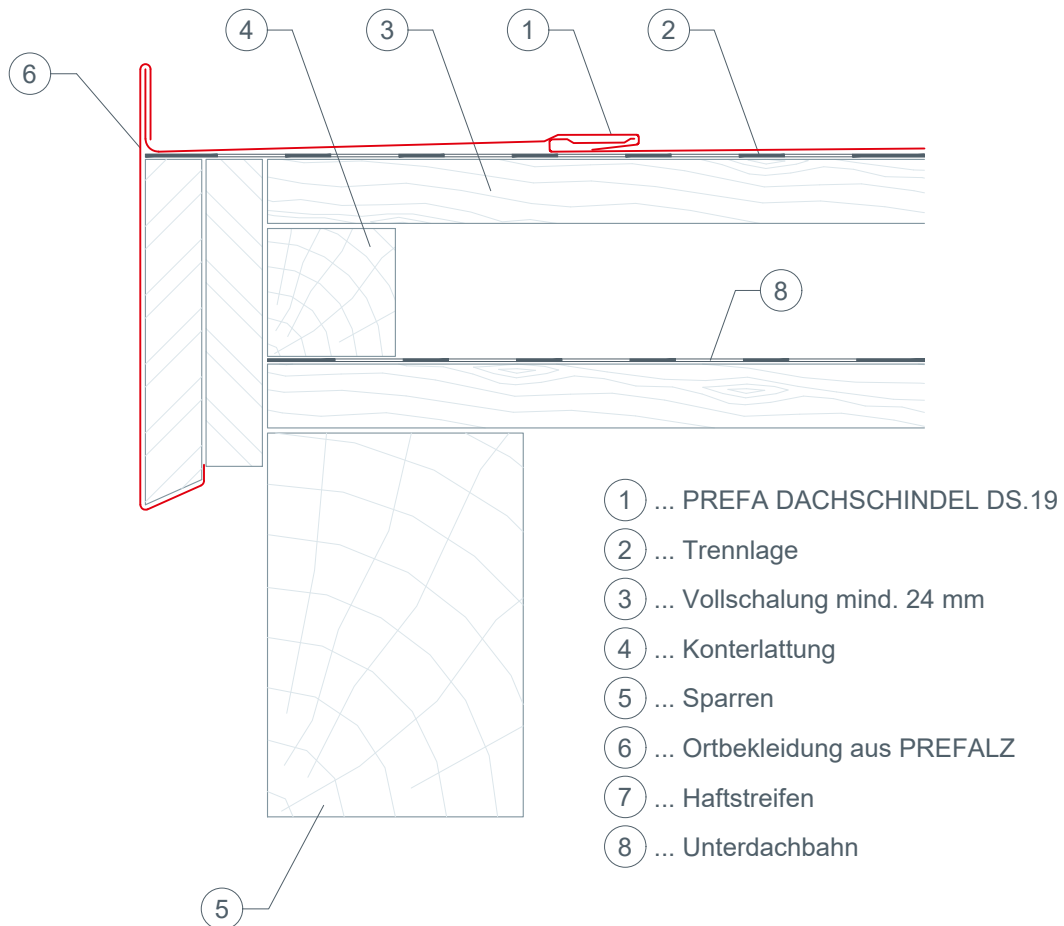 4
3
1
2
6
8
1 ... PREFA DACHSCHINDEL DS.19
2 ... Trennlage
3 ... Vollschalung mind. 24 mm
4 ... Konterlattung
5 ... Sparren
6 ... Ortbekleidung aus PREFALZ
7 ... Haftstreifen
8 ... Unterdachbahn
5